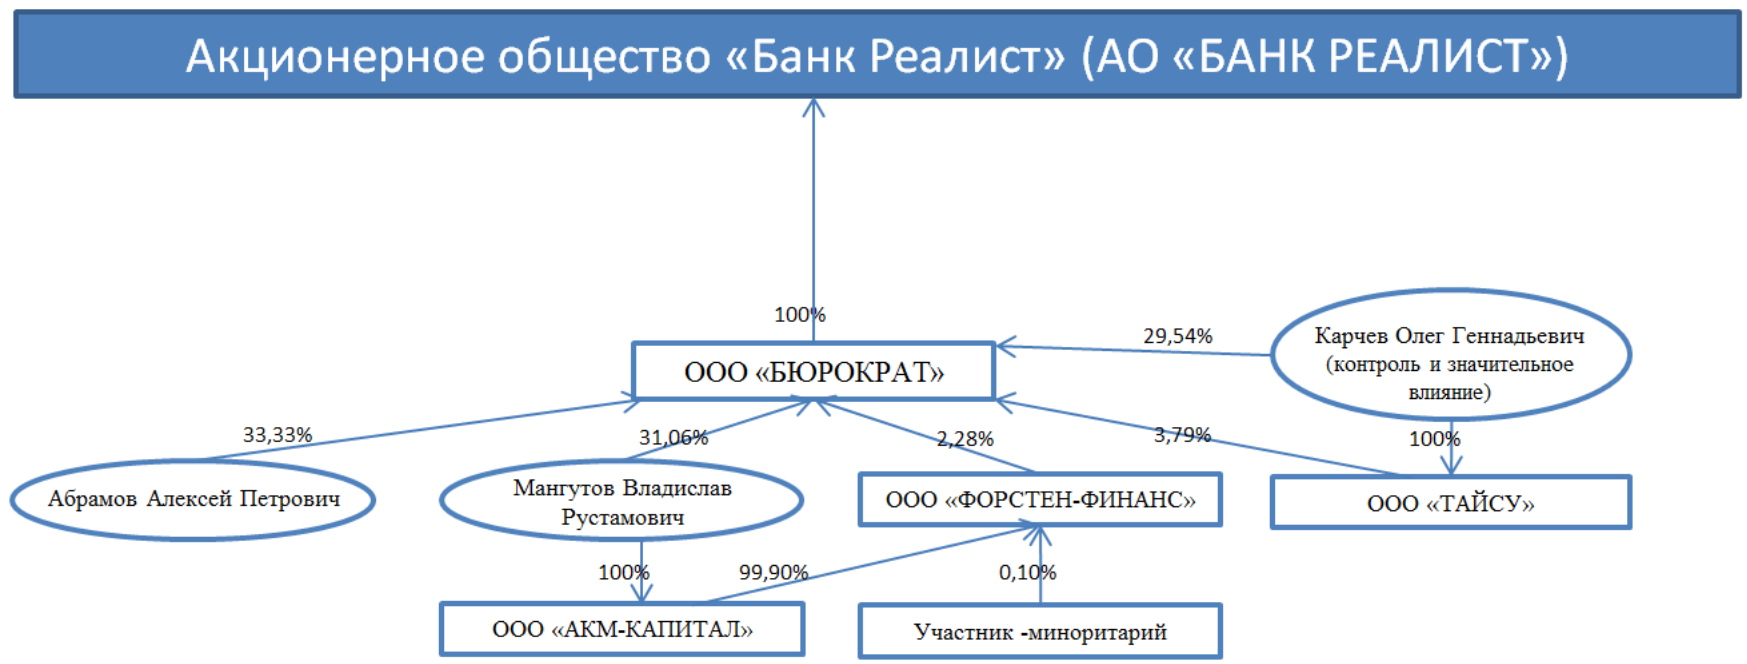 Акционерное общество «Банк Реалист» (АО «БАНК РЕАЛИСТ»)
100%
29,54%
Карчев Олег Геннадьевич
(контроль и значительное
влияние)
ООО «БЮРОКРАТ»
33,33%
31,06%
2,28%
3,79%
100%
Абрамов Алексей Петрович
Мангутов Владислав
Рустамович
ООО «ФОРСТЕН-ФИНАНС»
ООО «ТАЙСУ»
100%
99,90%
0,10%
ООО «АКМ-КАПИТАЛ»
Участник -миноритарий